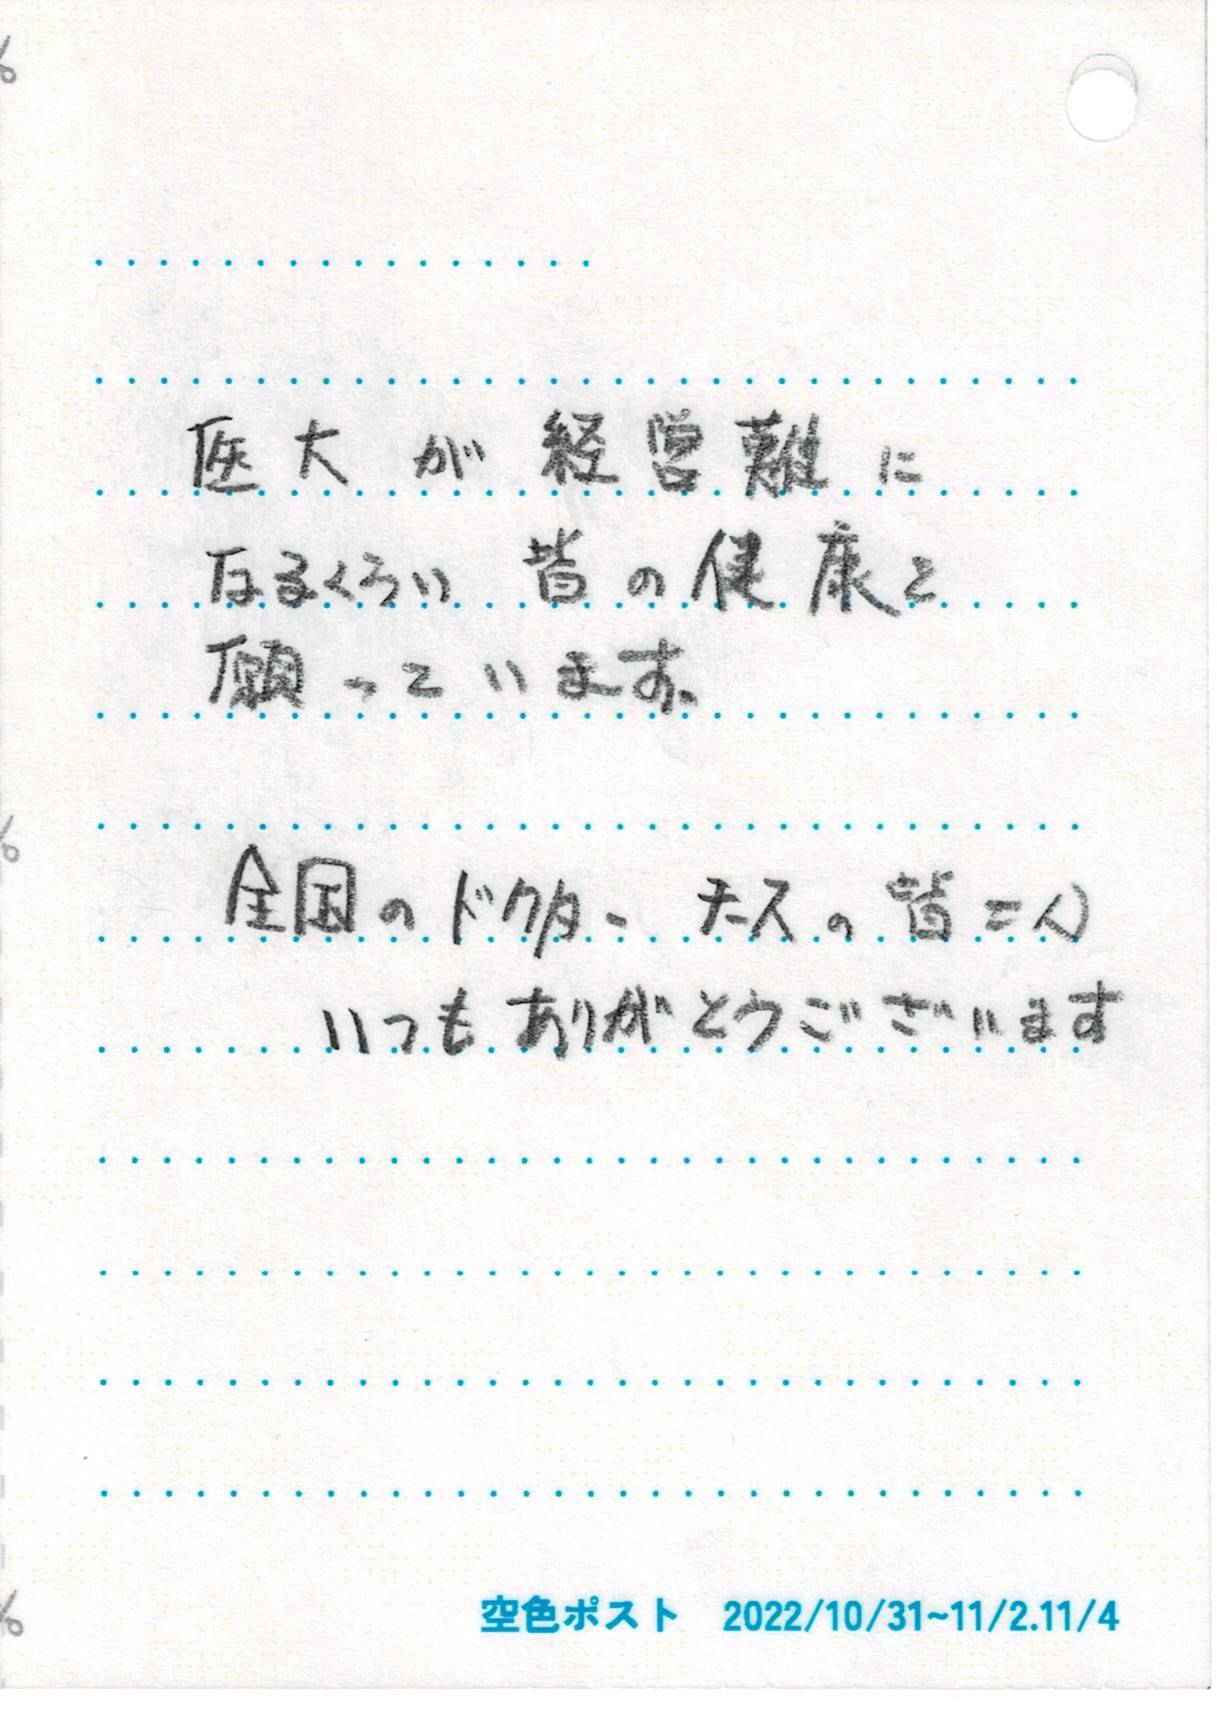 医大が経営難に
なるくらい皆の健康を
願っています。
全国のドクター ナースの皆さん
いつもありがとうございます
空色ポスト 2022/10/31~11/2.11/4